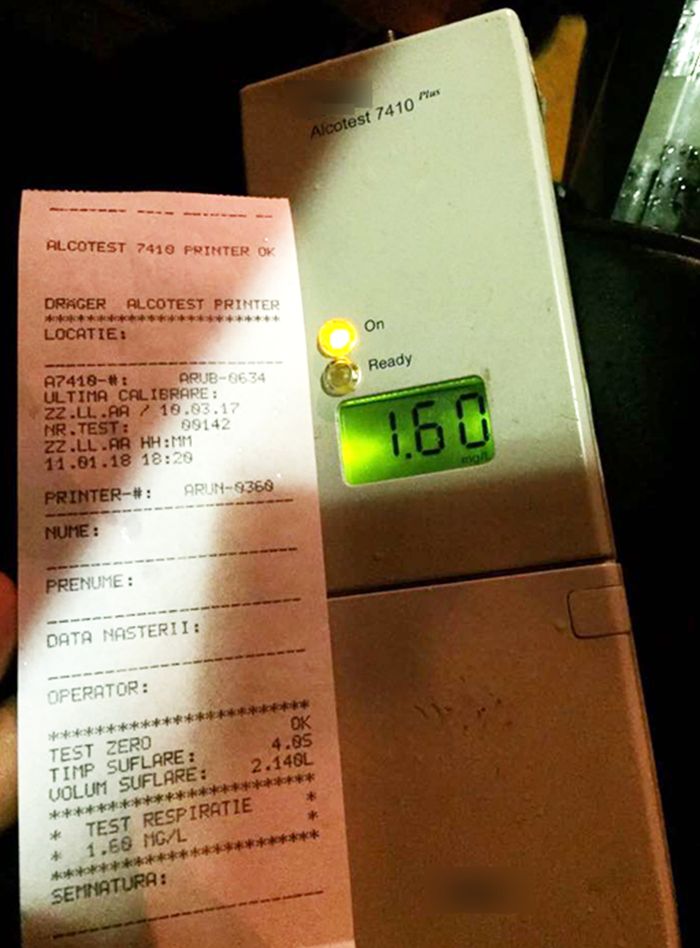 Alcotest 7410 Plus
On
Ready
1.60
mg/L
ALCOTEST 7410 PRINTER OK
DRÄGER ALCOTEST PRINTER
************************
LOCATIE:
A7410-#: ARUB-0634
ULTIMA CALIBRARE:
ZZ.LL.AA / 10.03.17
NR.TEST: 00142
ZZ.LL.AA HH:MM
11.01.18 18:20
PRINTER-#: ARUN-0360
NUME:
PRENUME:
DATA NASTERII:
OPERATOR:
************************
TEST ZERO OK
TIMP SUFLARE: 4.0S
VOLUM SUFLARE: 2.140L
************************
* TEST RESPIRATIE *
* 1.60 MG/L *
************************
SEMNATURA: